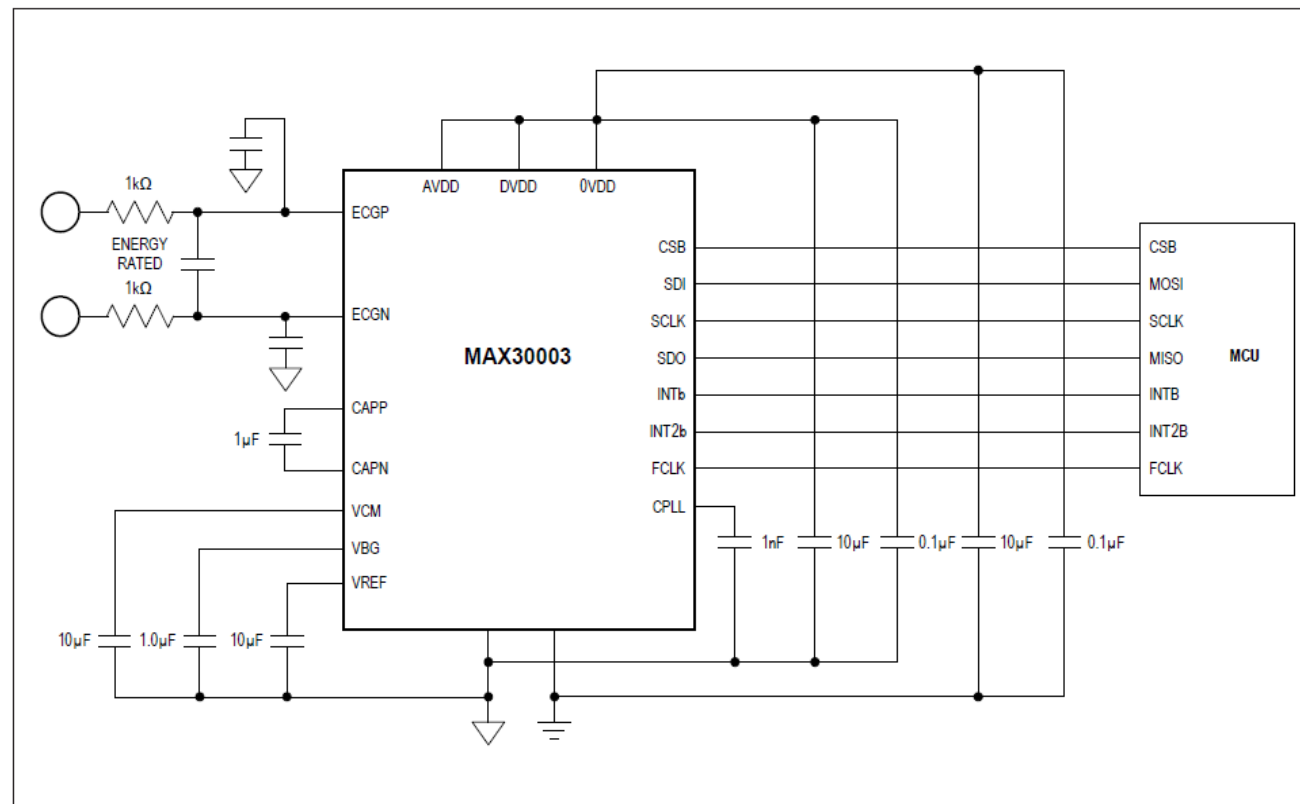 AVDD
DVDD
0VDD
1kΩ
ECGP
ENERGY
RATED
1kΩ
ECGN
MAX30003
CAPP
1µF
CAPN
VCM
VBG
VREF
10µF
1.0µF
10µF
CSB
SDI
SCLK
SDO
INTb
INT2b
FCLK
CPLL
1nF
10µF
0.1µF
10µF
0.1µF
CSB
MOSI
SCLK
MISO
MCU
INTB
INT2B
FCLK